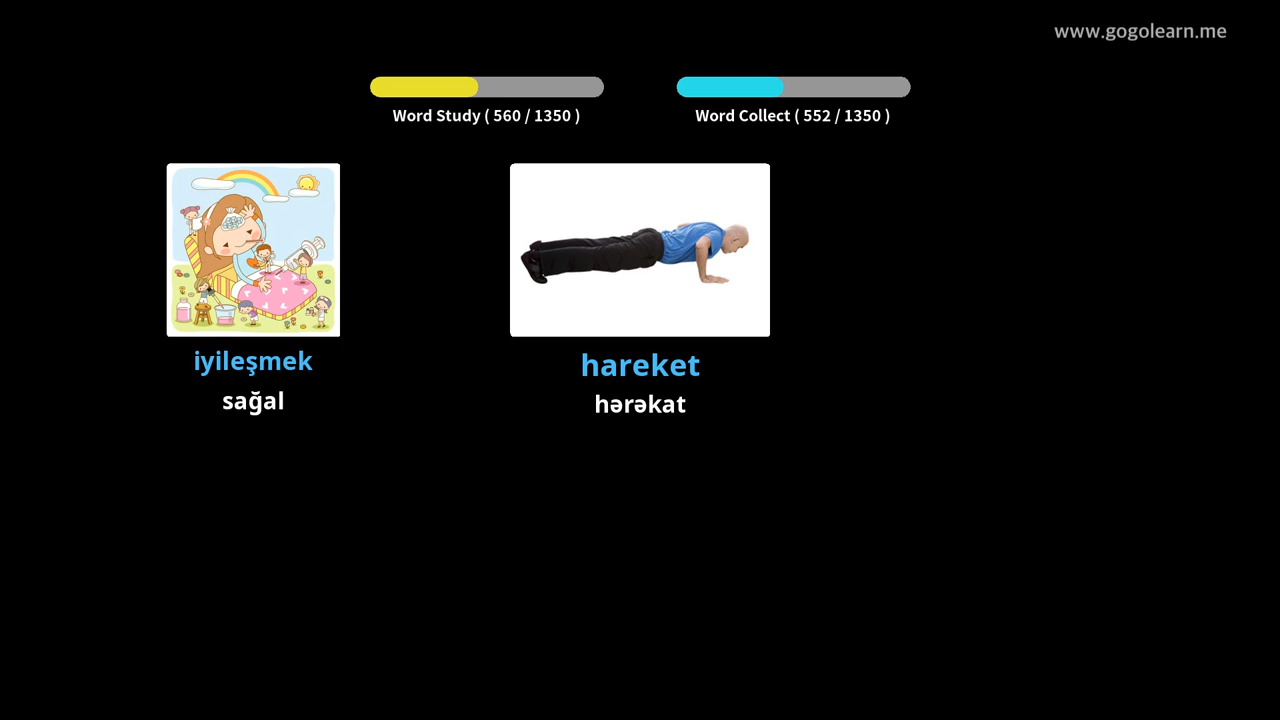 www.gogolearn.me
Word Study ( 560 / 1350 )
Word Collect ( 552 / 1350 )
iyileşmek
sağal
hareket
hərəkat